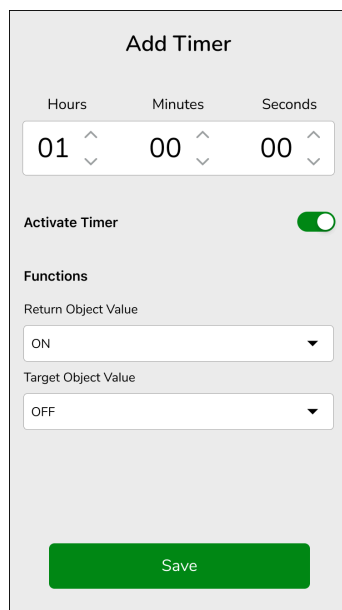 Add Timer
Hours Minutes Seconds
01 00 00
Activate Timer
Functions
Return Object Value
ON
Target Object Value
OFF
Save